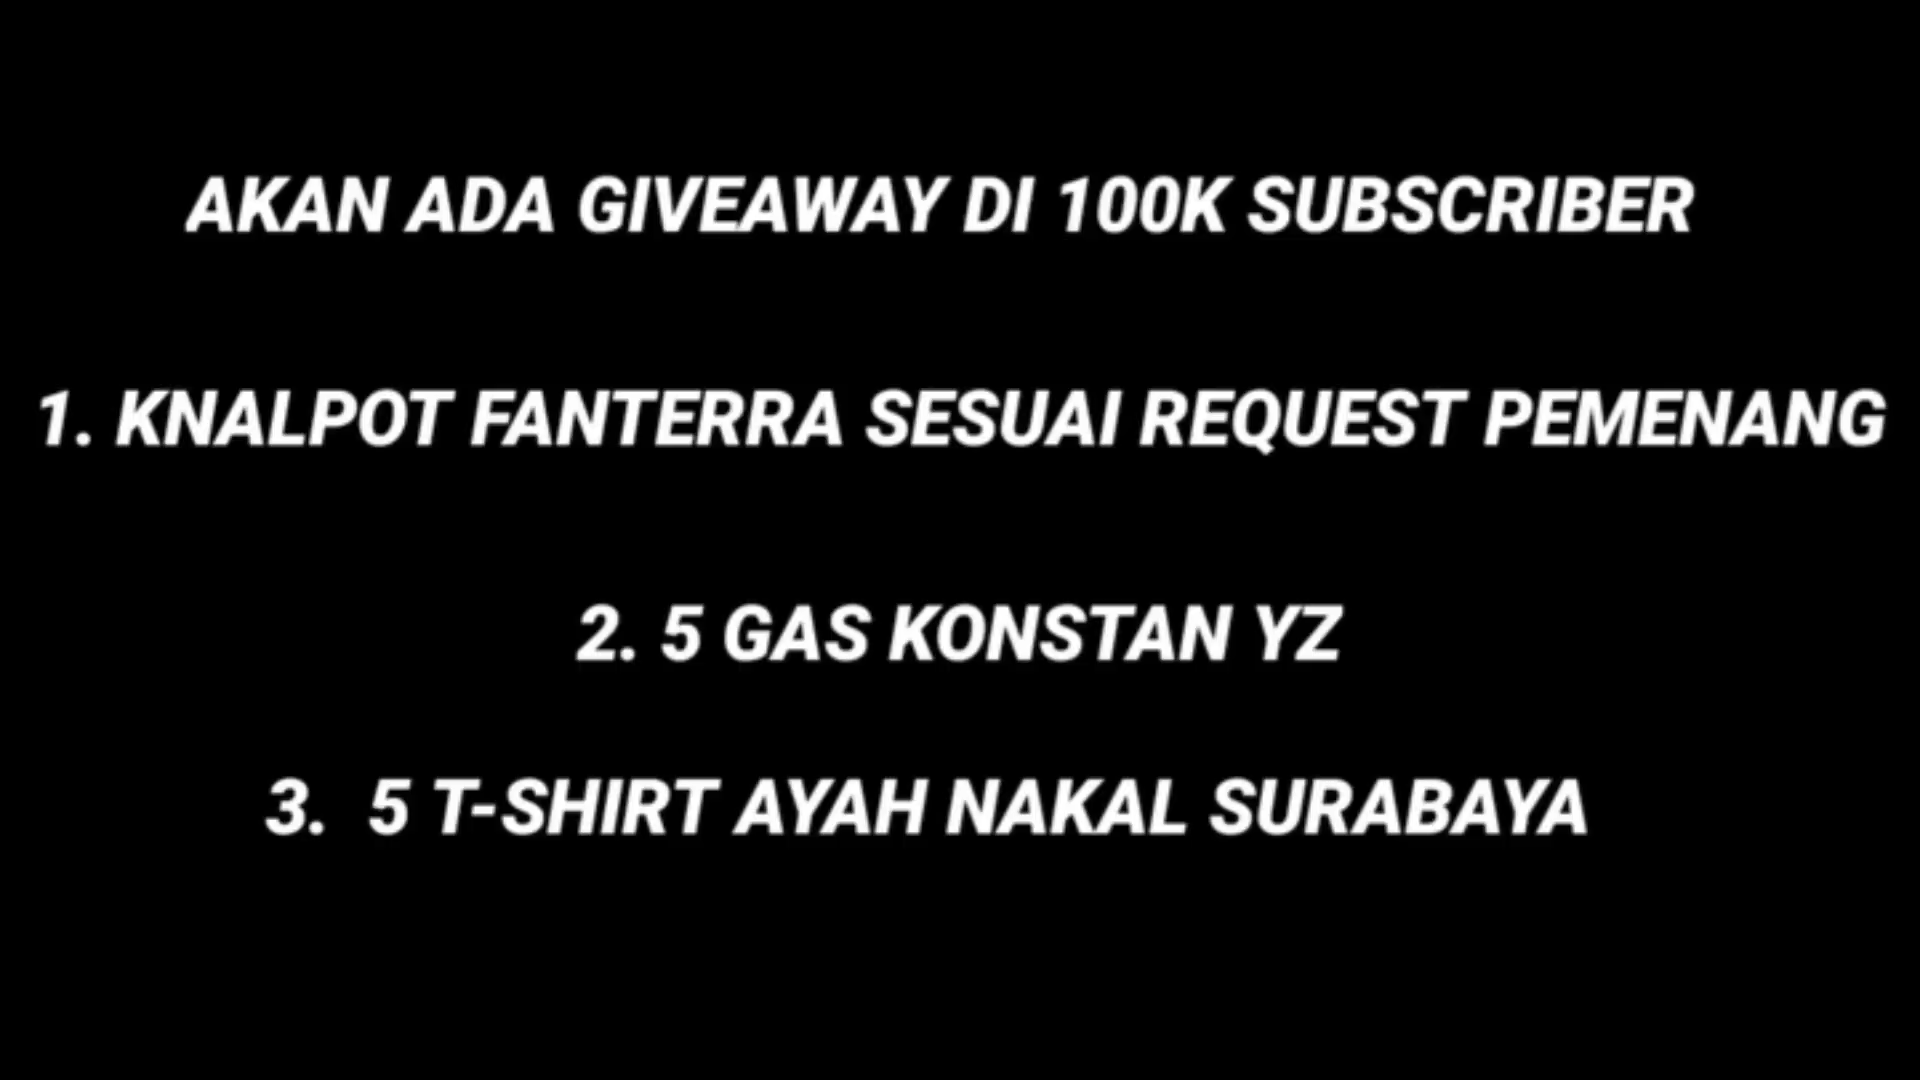 AKAN ADA GIVEAWAY DI 100K SUBSCRIBER
1. KNALPOT FANTERRA SESUAI REQUEST PEMENANG
2. 5 GAS KONSTAN YZ
3. 5 T-SHIRT AYAH NAKAL SURABAYA